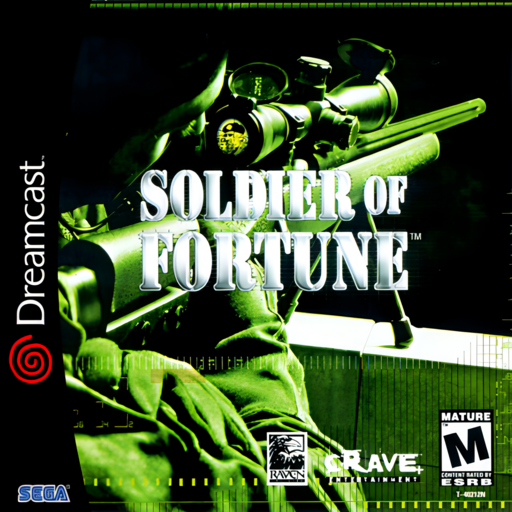 Dreamcast
SOLDIER OF
FORTUNE™
RAVEN
CRAVE
ENTERTAINMENT
SEGA
MATURE
M
CONTENT RATED BY
ESRB